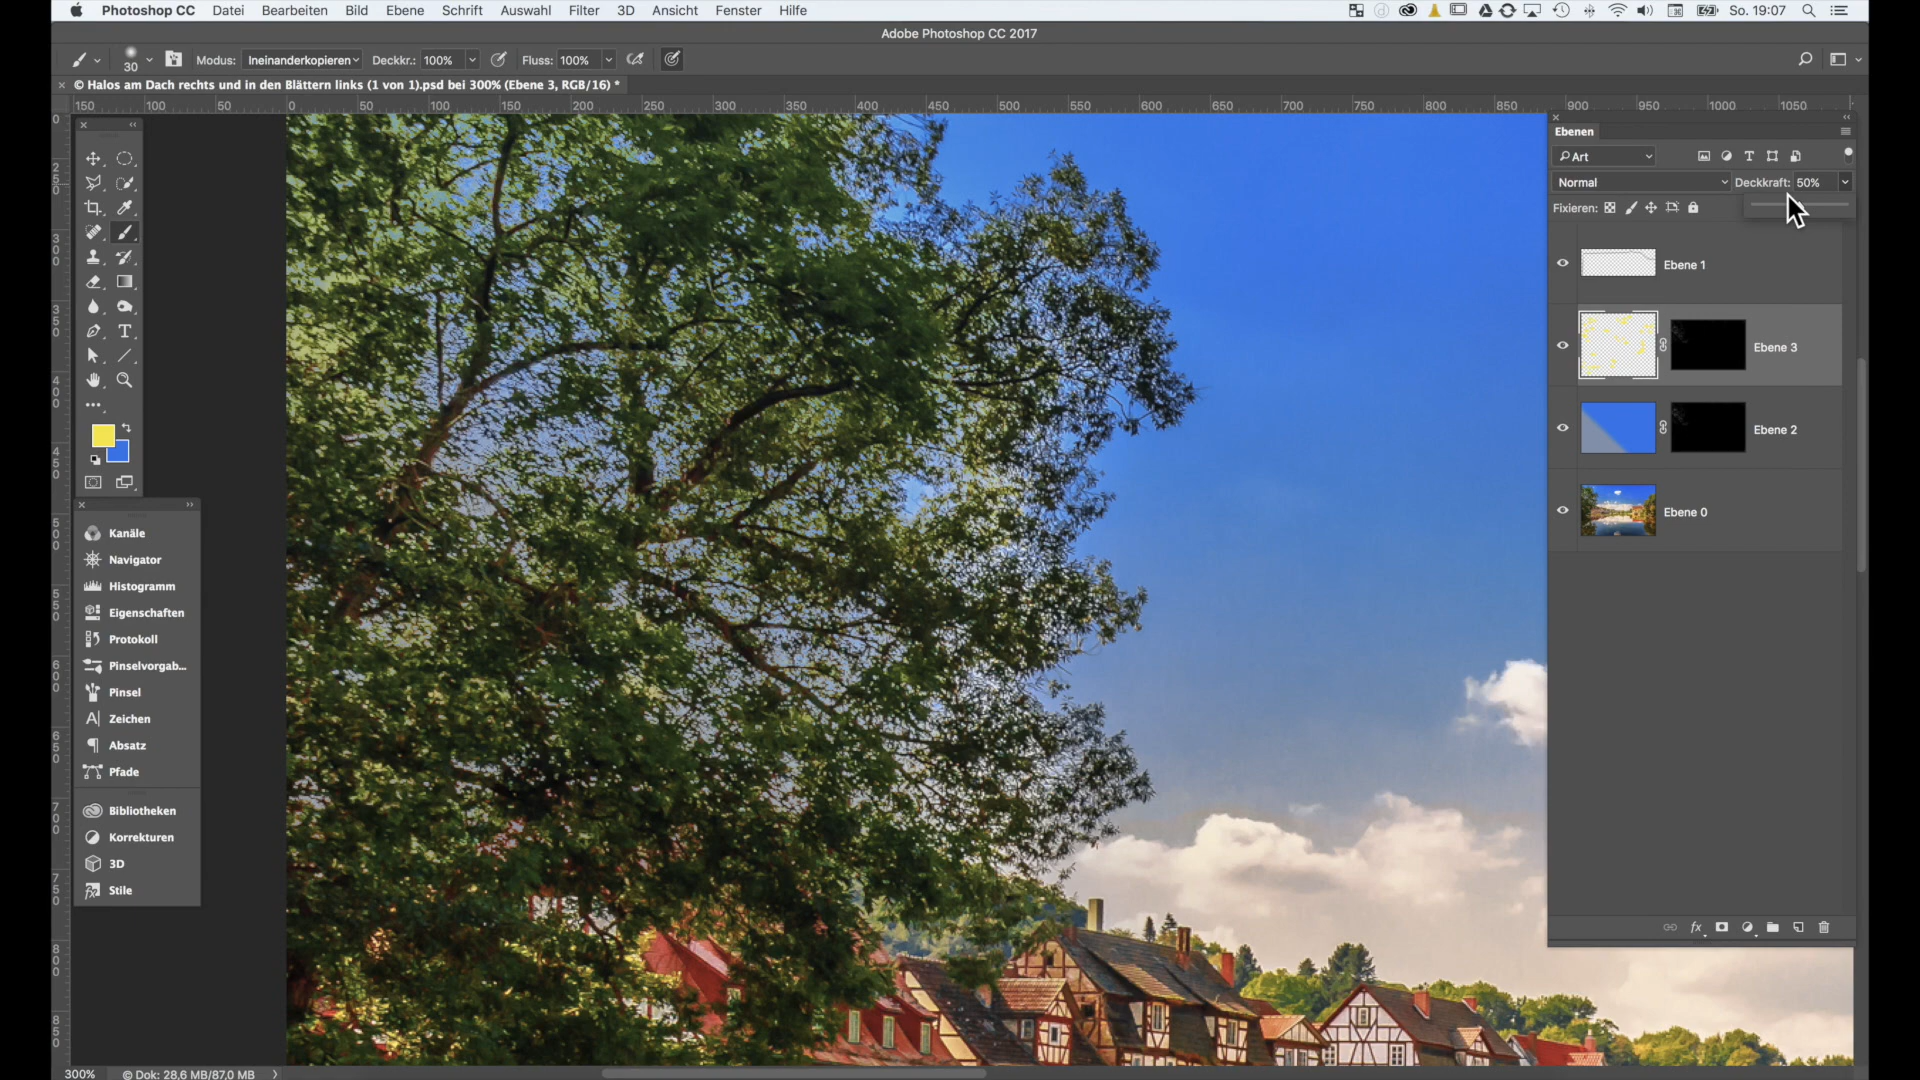 Photoshop CC Datei Bearbeiten Bild Ebene Schrift Auswahl Filter 3D Ansicht Fenster Hilfe So. 19:07
Adobe Photoshop CC 2017
30 Modus: Ineinanderkopieren Deckkr.: 100% Fluss: 100%
© Halos am Dach rechts und in den Blättern links (1 von 1).psd bei 300% (Ebene 3, RGB/16) *
150 100 50 0 50 100 150 200 250 300 350 400 450 500 550 600 650 700 750 800 850 900 950 1000 1050
Ebenen
Art
Normal Deckkraft: 50%
Fixieren:
Ebene 1
Ebene 3
Ebene 2
Ebene 0
Kanäle
Navigator
Histogramm
Eigenschaften
Protokoll
Pinselvorgab...
Pinsel
Zeichen
Absatz
Pfade
Bibliotheken
Korrekturen
3D
Stile
300% © Dok: 28,6 MB/87,0 MB